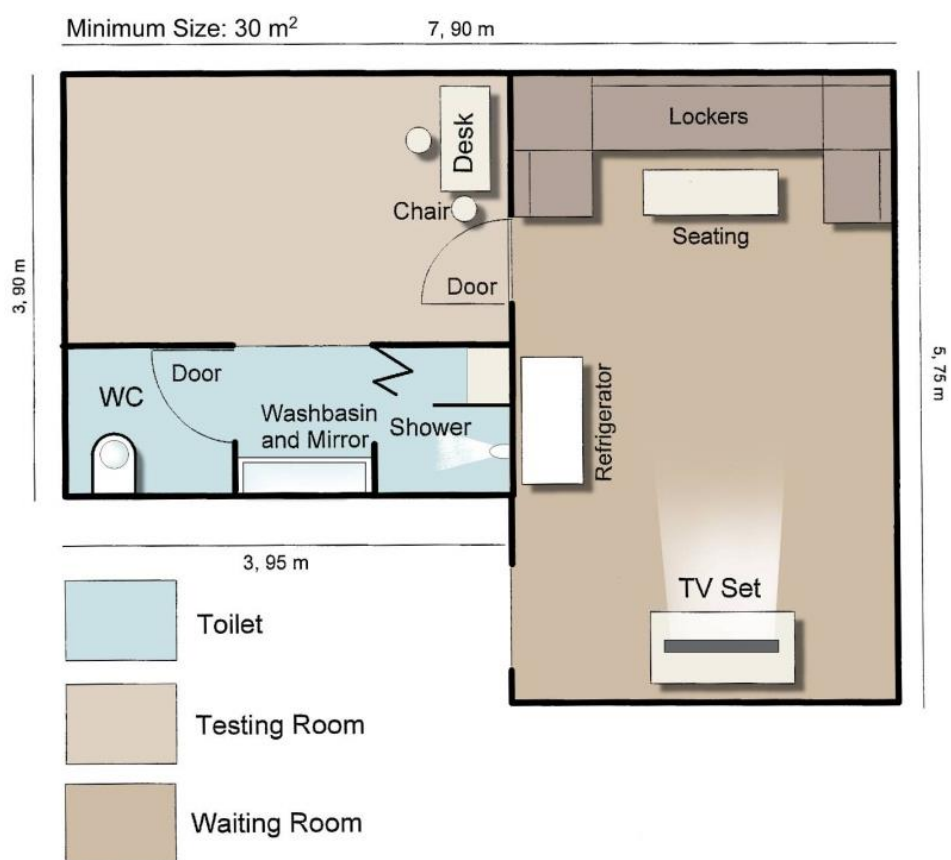 Minimum Size: 30 m²
7, 90 m
Lockers
Desk
Chair
Seating
Door
3, 90 m
5, 75 m
Door
WC
Washbasin
and Mirror
Shower
Refrigerator
3, 95 m
TV Set
Toilet
Testing Room
Waiting Room